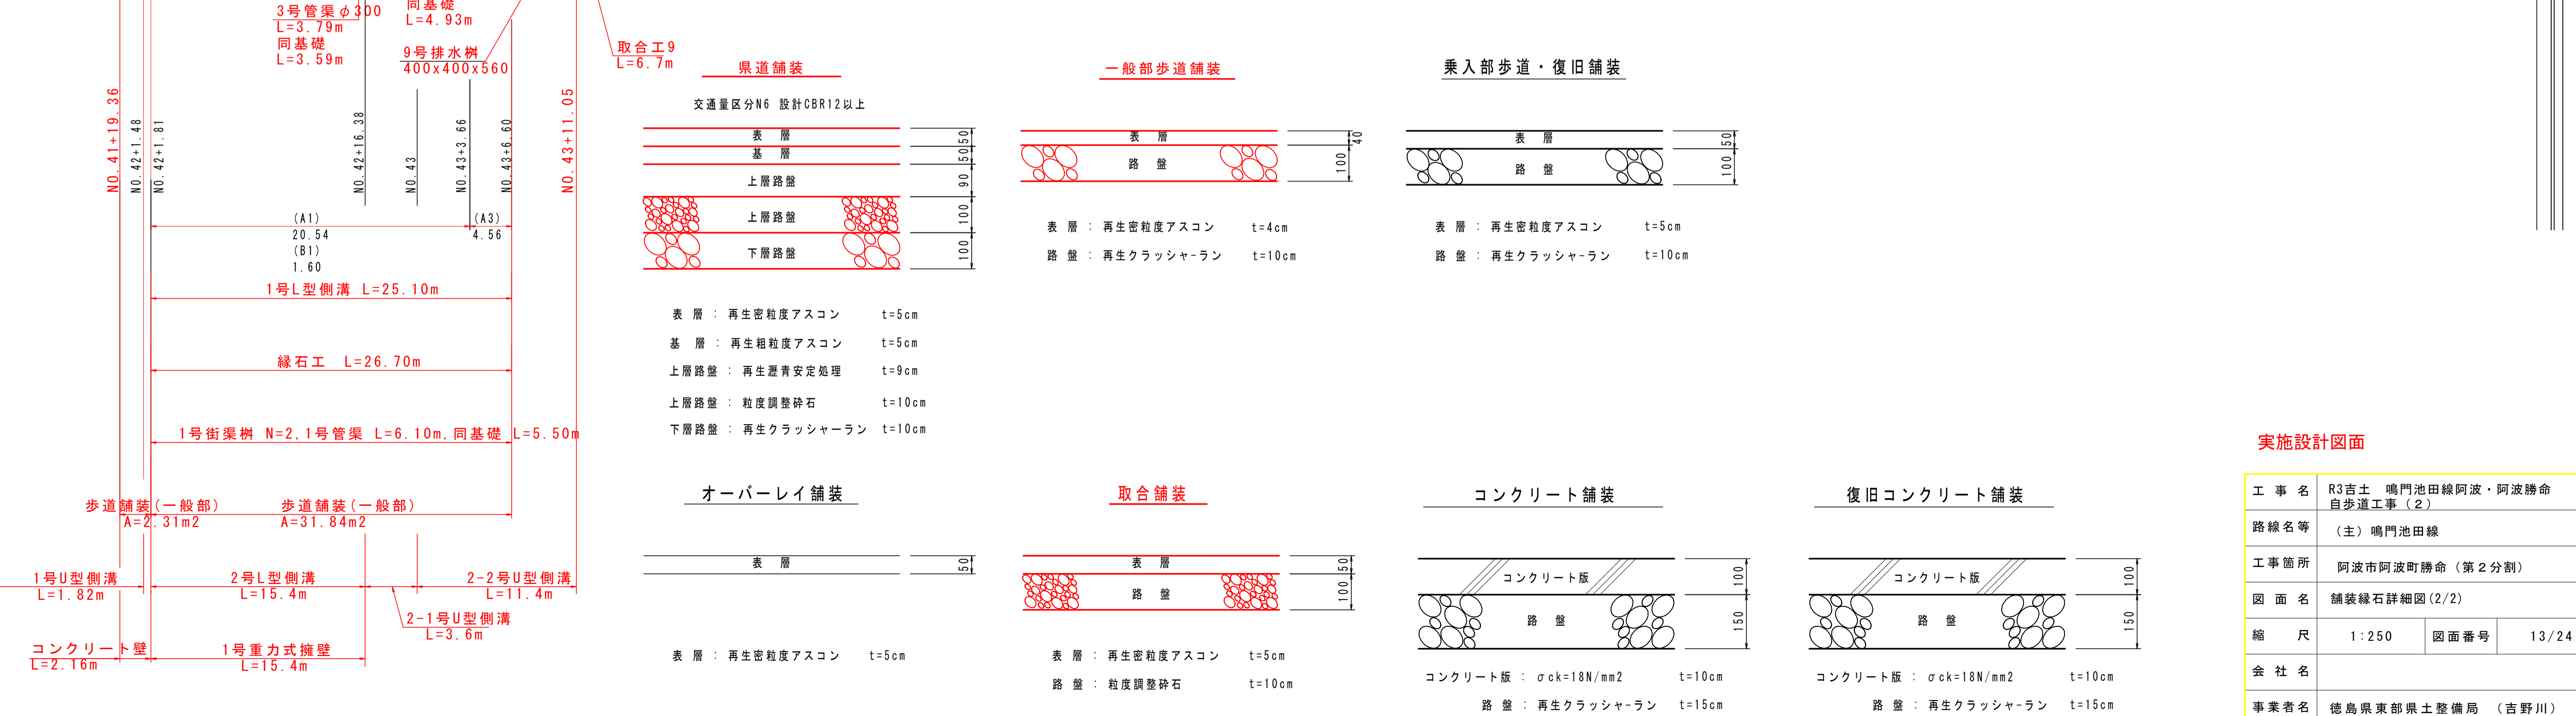 3号管渠φ300
L=3.79m
同基礎
L=3.59m
同基礎
L=4.93m
9号排水桝
400x400x560
取合工9
L=6.7m
NO.41+19.36
NO.42+1.48
NO.42+1.81
NO.42+16.38
NO.43
NO.43+3.66
NO.43+6.60
NO.43+11.05
(A1)
20.54
(B1)
1.60
(A3)
4.56
1号L型側溝 L=25.10m
縁石工 L=26.70m
1号街渠桝 N=2,1号管渠 L=6.10m,同基礎 L=5.50m
歩道舗装(一般部)
A=2.31m2
歩道舗装(一般部)
A=31.84m2
1号U型側溝
L=1.82m
2号L型側溝
L=15.4m
2-2号U型側溝
L=11.4m
2-1号U型側溝
L=3.6m
コンクリート壁
L=2.16m
1号重力式擁壁
L=15.4m
県道舗装
交通量区分N6 設計CBR12以上
表 層
基 層
上層路盤
上層路盤
下層路盤
50
50
90
100
100
表 層 : 再生密粒度アスコン t=5cm
基 層 : 再生粗粒度アスコン t=5cm
上層路盤 : 再生瀝青安定処理 t=9cm
上層路盤 : 粒度調整砕石 t=10cm
下層路盤 : 再生クラッシャーラン t=10cm
一般部歩道舗装
表 層
路 盤
40
100
表 層 : 再生密粒度アスコン t=4cm
路 盤 : 再生クラッシャ-ラン t=10cm
乗入部歩道・復旧舗装
表 層
路 盤
50
100
表 層 : 再生密粒度アスコン t=5cm
路 盤 : 再生クラッシャ-ラン t=10cm
オーバーレイ舗装
表 層
50
表 層 : 再生密粒度アスコン t=5cm
取合舗装
表 層
路 盤
50
100
表 層 : 再生密粒度アスコン t=5cm
路 盤 : 粒度調整砕石 t=10cm
コンクリート舗装
コンクリート版
路 盤
100
150
コンクリート版 : σck=18N/mm2 t=10cm
路 盤 : 再生クラッシャ-ラン t=15cm
復旧コンクリート舗装
コンクリート版
路 盤
100
150
コンクリート版 : σck=18N/mm2 t=10cm
路 盤 : 再生クラッシャ-ラン t=15cm
実施設計図面
工 事 名 R3吉土 鳴門池田線阿波・阿波勝命
自歩道工事(2)
路線名等 (主)鳴門池田線
工事箇所 阿波市阿波町勝命(第2分割)
図 面 名 舗装縁石詳細図(2/2)
縮 尺 1:250 図面番号 13/24
会 社 名
事業者名 徳島県東部県土整備局 (吉野川)